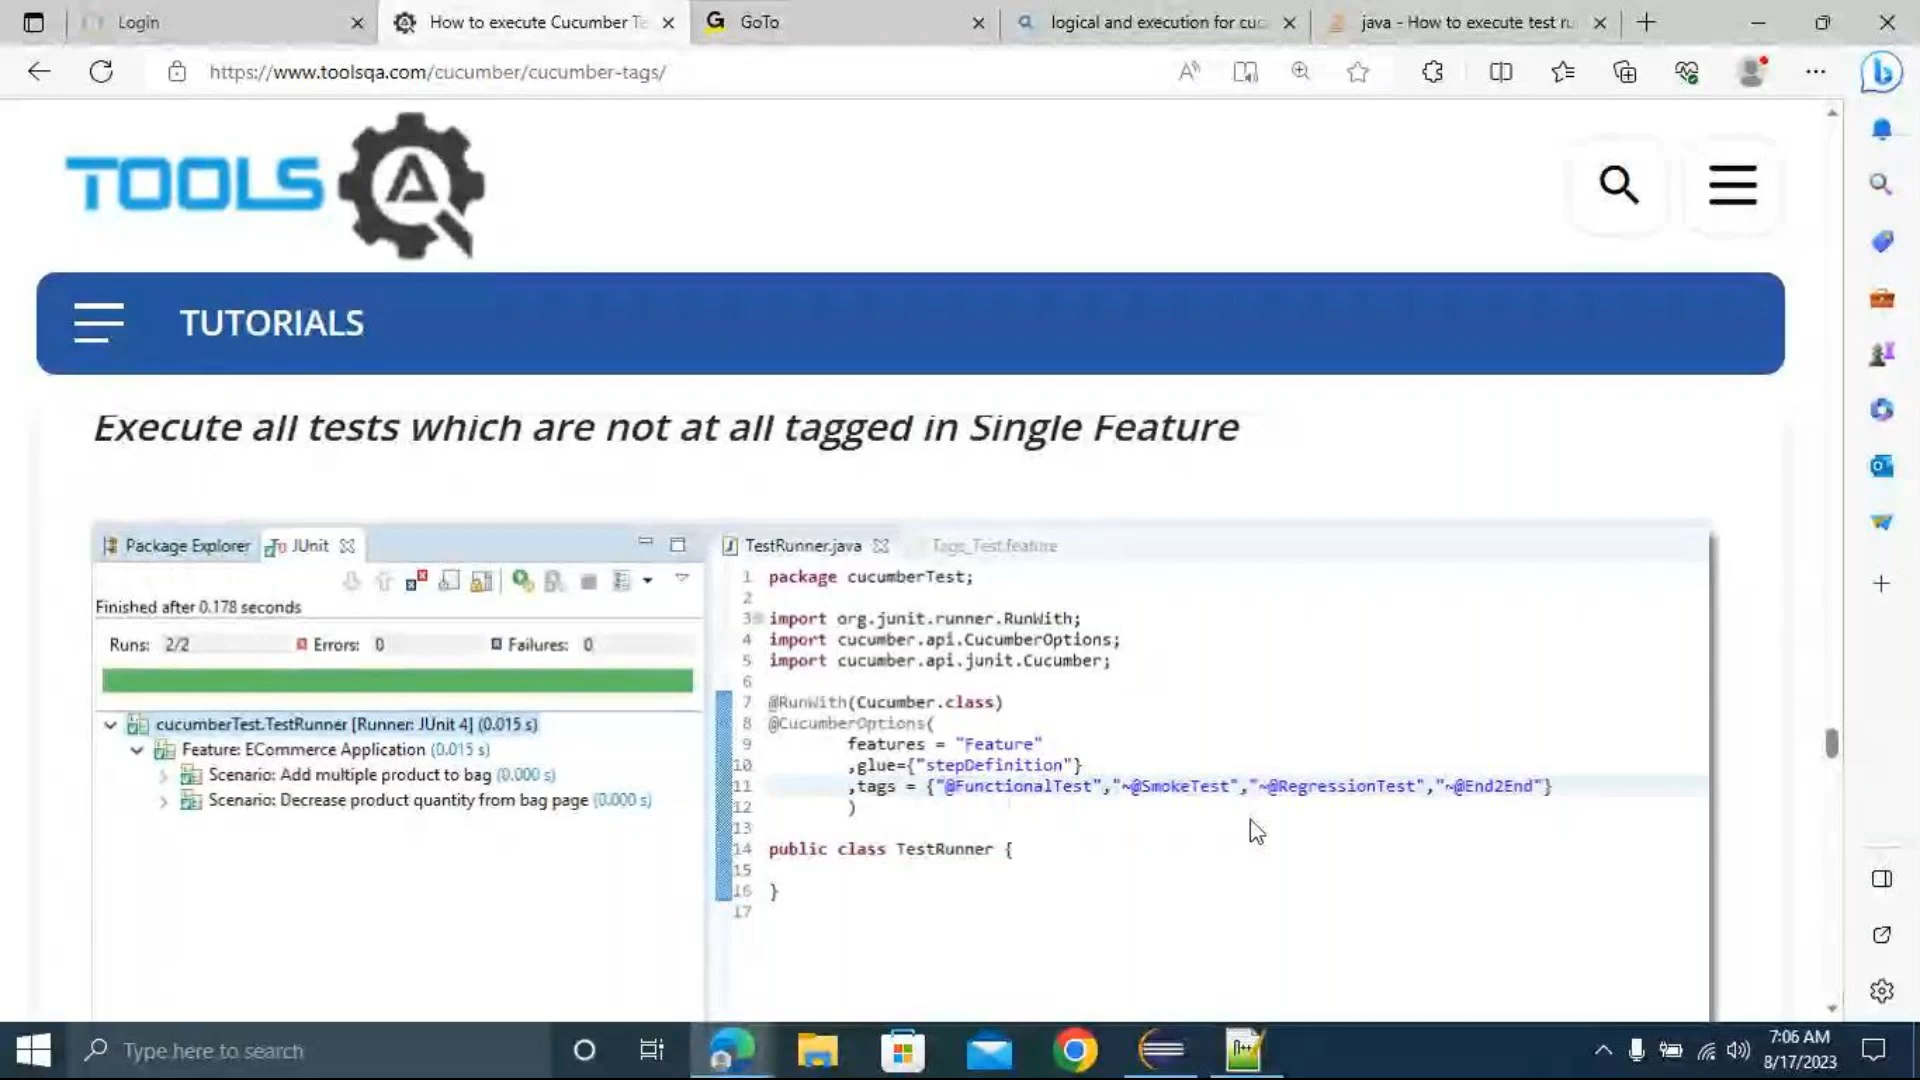 Login
How to execute Cucumber Te
GoTo
logical and execution for cuc
java - How to execute test ru
https://www.toolsqa.com/cucumber/cucumber-tags/
TOOLS
TUTORIALS
Execute all tests which are not at all tagged in Single Feature
Package Explorer
JUnit
Finished after 0.178 seconds
Runs: 2/2
Errors: 0
Failures: 0
cucumberTest.TestRunner [Runner: JUnit 4] (0.015 s)
Feature: ECommerce Application (0.015 s)
Scenario: Add multiple product to bag (0.000 s)
Scenario: Decrease product quantity from bag page (0.000 s)
TestRunner.java
Tags_Test.feature
1 package cucumberTest;
2
3 import org.junit.runner.RunWith;
4 import cucumber.api.CucumberOptions;
5 import cucumber.api.junit.Cucumber;
6
7 @RunWith(Cucumber.class)
8 @CucumberOptions(
9 features = "Feature"
10 ,glue={"stepDefinition"}
11 ,tags = {"@FunctionalTest","~@SmokeTest","~@RegressionTest","~@End2End"}
12 )
13
14 public class TestRunner {
15
16 }
17
Type here to search
7:06 AM
8/17/2023